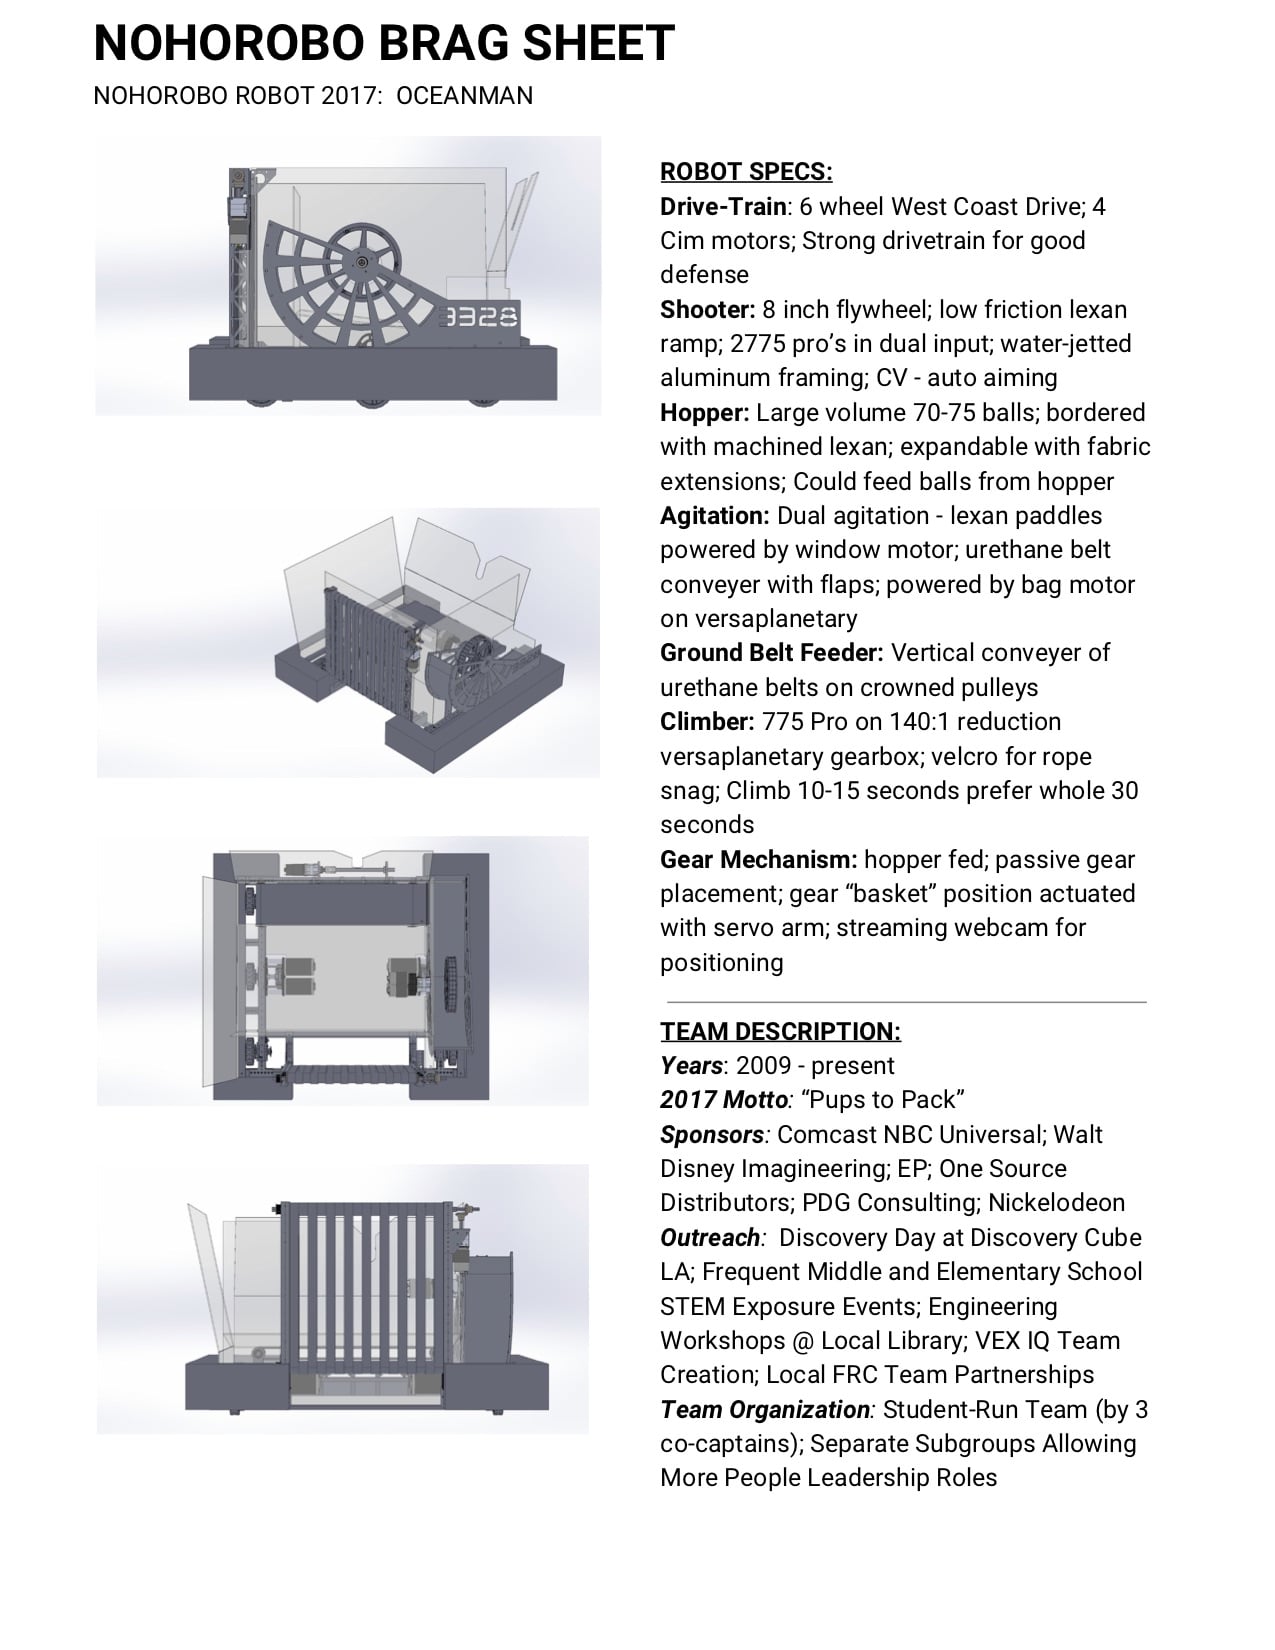 NOHOROBO BRAG SHEET
NOHOROBO ROBOT 2017:  OCEANMAN
3328
ROBOT SPECS:
Drive-Train: 6 wheel West Coast Drive; 4
Cim motors; Strong drivetrain for good
defense
Shooter: 8 inch flywheel; low friction lexan
ramp; 2775 pro’s in dual input; water-jetted
aluminum framing; CV - auto aiming
Hopper: Large volume 70-75 balls; bordered
with machined lexan; expandable with fabric
extensions; Could feed balls from hopper
Agitation: Dual agitation - lexan paddles
powered by window motor; urethane belt
conveyer with flaps; powered by bag motor
on versaplanetary
Ground Belt Feeder: Vertical conveyer of
urethane belts on crowned pulleys
Climber: 775 Pro on 140:1 reduction
versaplanetary gearbox; velcro for rope
snag; Climb 10-15 seconds prefer whole 30
seconds
Gear Mechanism: hopper fed; passive gear
placement; gear “basket” position actuated
with servo arm; streaming webcam for
positioning
TEAM DESCRIPTION:
Years: 2009 - present
2017 Motto: “Pups to Pack”
Sponsors: Comcast NBC Universal; Walt
Disney Imagineering; EP; One Source
Distributors; PDG Consulting; Nickelodeon
Outreach:  Discovery Day at Discovery Cube
LA; Frequent Middle and Elementary School
STEM Exposure Events; Engineering
Workshops @ Local Library; VEX IQ Team
Creation; Local FRC Team Partnerships
Team Organization: Student-Run Team (by 3
co-captains); Separate Subgroups Allowing
More People Leadership Roles